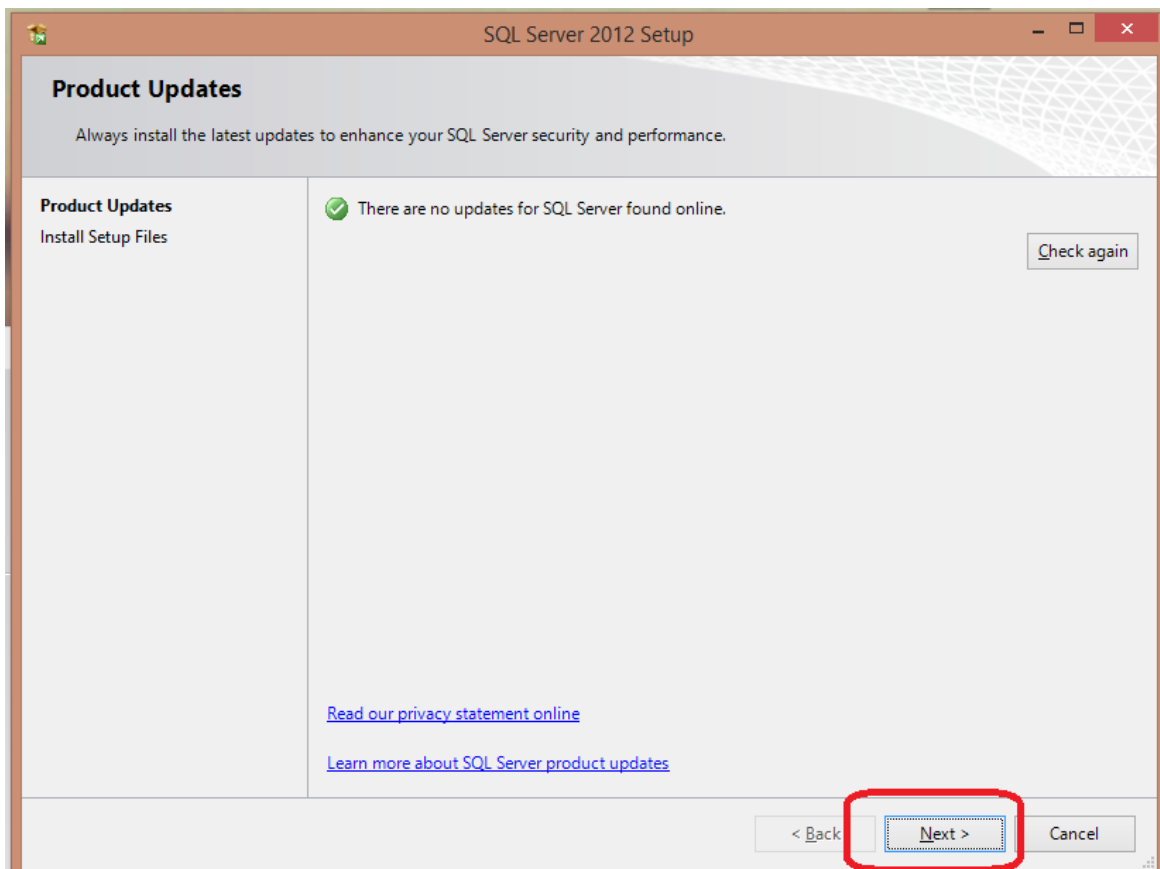 SQL Server 2012 Setup
Product Updates
Always install the latest updates to enhance your SQL Server security and performance.
Product Updates
Install Setup Files
There are no updates for SQL Server found online.
Check again
Read our privacy statement online
Learn more about SQL Server product updates
< Back
Next >
Cancel